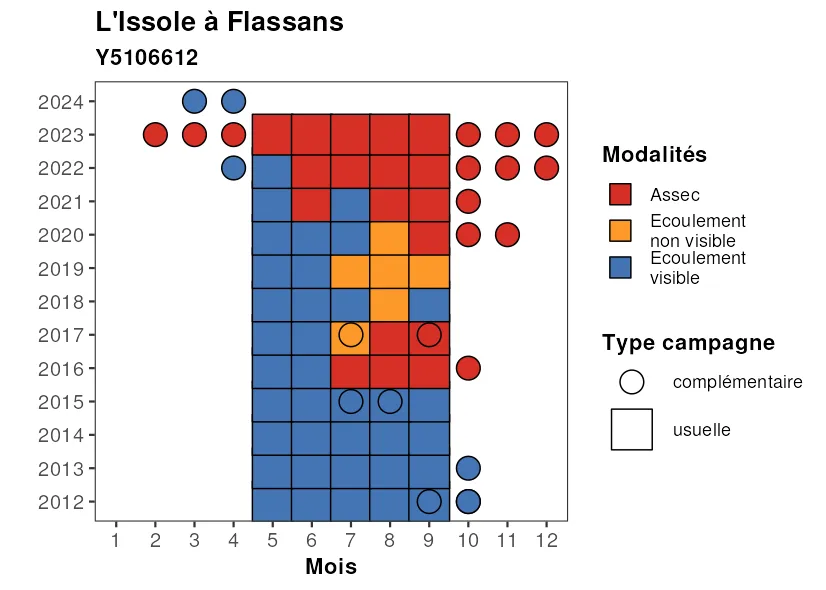 L'Issole à Flassans
Y5106612
2024
2023
2022
2021
2020
2019
2018
2017
2016
2015
2014
2013
2012
1 2 3 4 5 6 7 8 9 10 11 12
Mois
Modalités
Assec
Ecoulement
non visible
Ecoulement
visible
Type campagne
complémentaire
usuelle